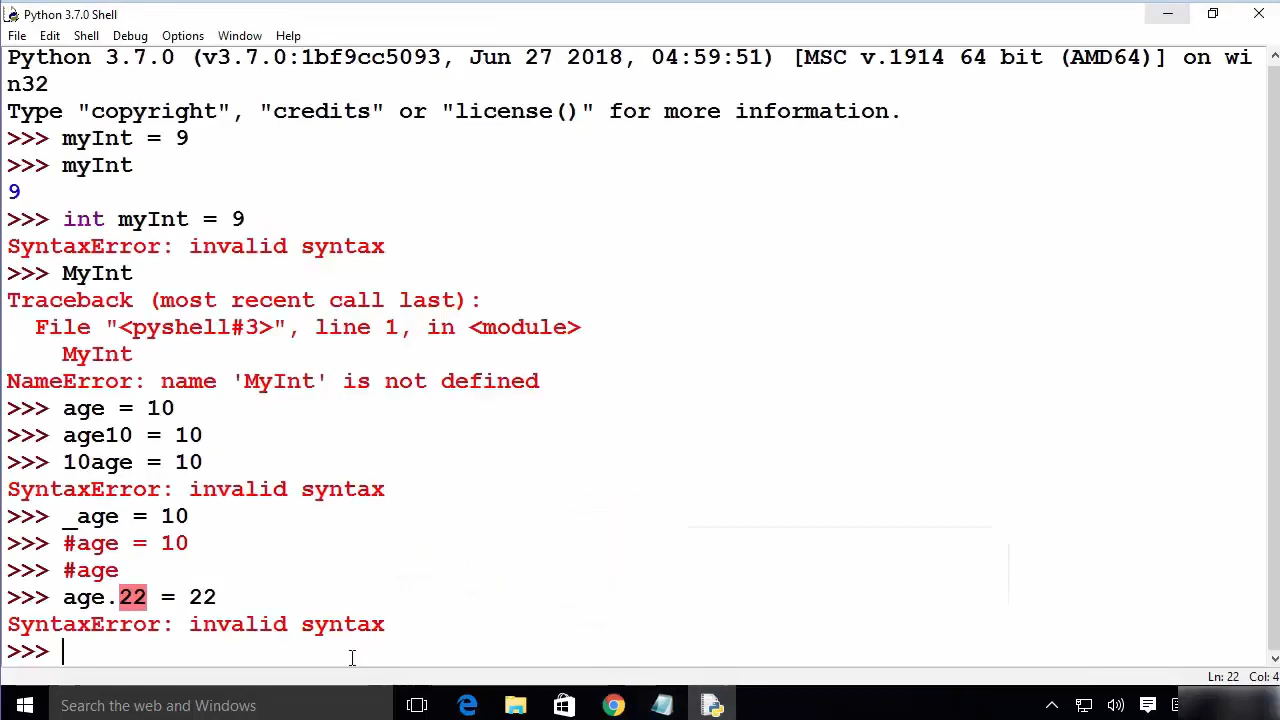 Python 3.7.0 Shell
File Edit Shell Debug Options Window Help
Python 3.7.0 (v3.7.0:1bf9cc5093, Jun 27 2018, 04:59:51) [MSC v.1914 64 bit (AMD64)] on wi
n32
Type "copyright", "credits" or "license()" for more information.
>>> myInt = 9
>>> myInt
9
>>> int myInt = 9
SyntaxError: invalid syntax
>>> MyInt
Traceback (most recent call last):
  File "<pyshell#3>", line 1, in <module>
    MyInt
NameError: name 'MyInt' is not defined
>>> age = 10
>>> age10 = 10
>>> 10age = 10
SyntaxError: invalid syntax
>>> _age = 10
>>> #age = 10
>>> #age
>>> age.22 = 22
SyntaxError: invalid syntax
>>>
Ln: 22 Col: 4
Search the web and Windows